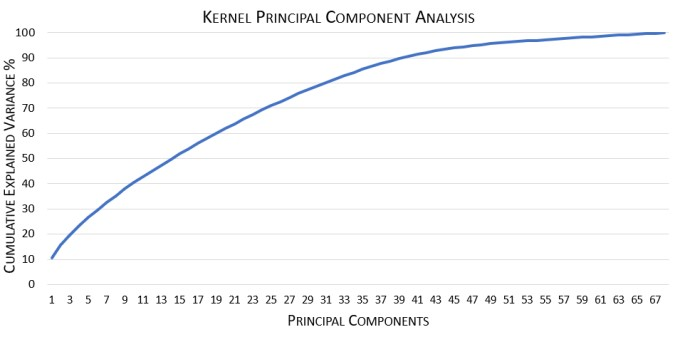 KERNEL PRINCIPAL COMPONENT ANALYSIS
CUMULATIVE EXPLAINED VARIANCE %
100
90
80
70
60
50
40
30
20
10
0
1 3 5 7 9 11 13 15 17 19 21 23 25 27 29 31 33 35 37 39 41 43 45 47 49 51 53 55 57 59 61 63 65 67
PRINCIPAL COMPONENTS